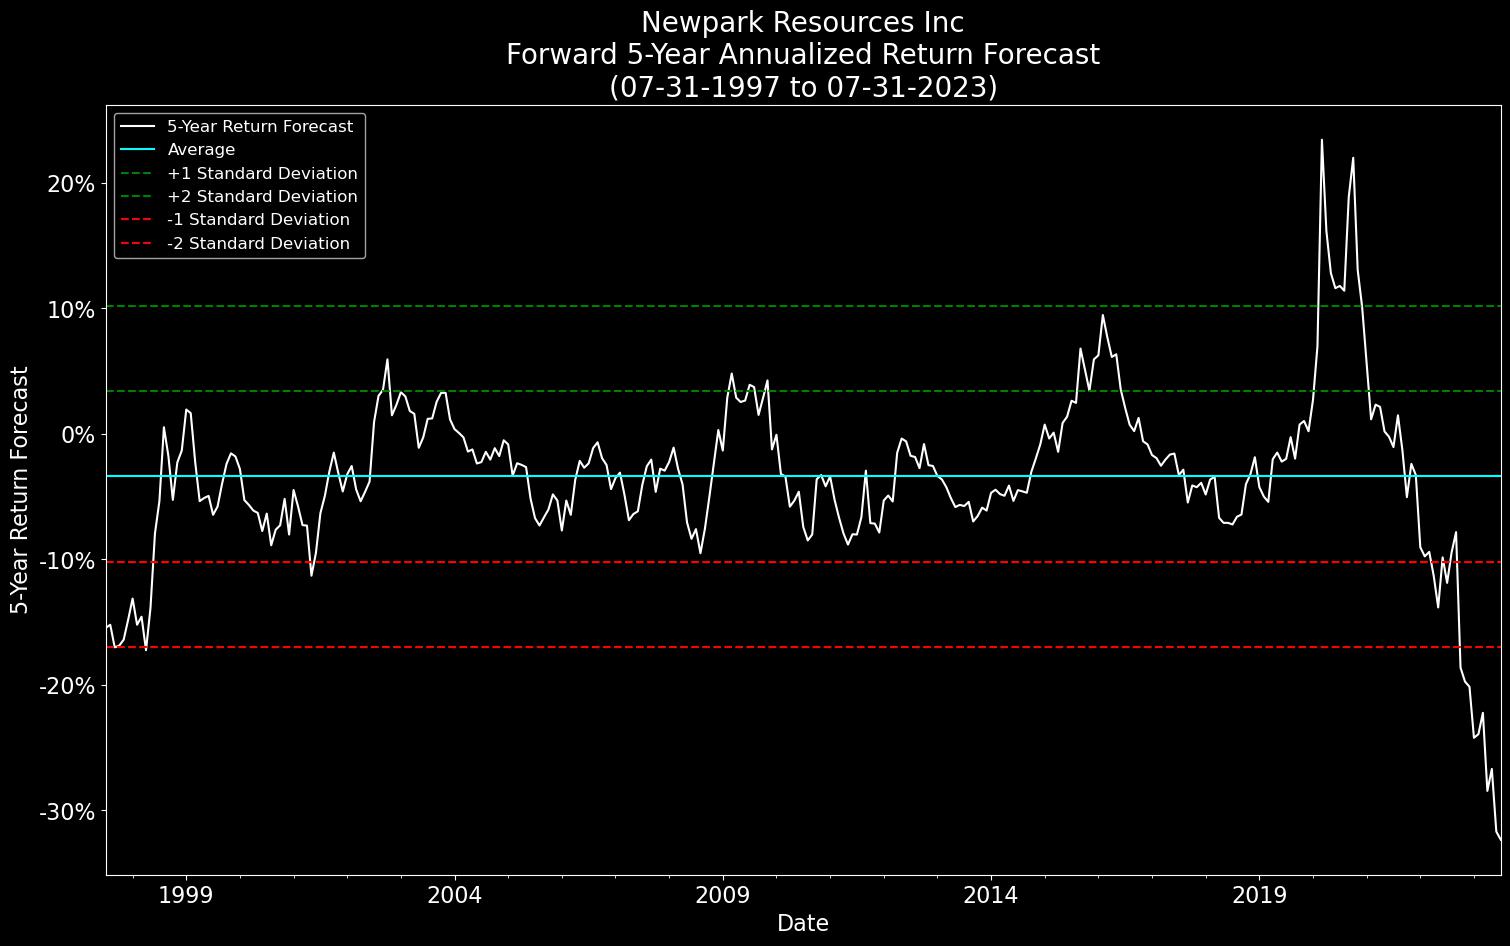 Newpark Resources Inc
Forward 5-Year Annualized Return Forecast
(07-31-1997 to 07-31-2023)
5-Year Return Forecast
Average
+1 Standard Deviation
+2 Standard Deviation
-1 Standard Deviation
-2 Standard Deviation
5-Year Return Forecast
20%
10%
0%
-10%
-20%
-30%
1999
2004
2009
2014
2019
Date